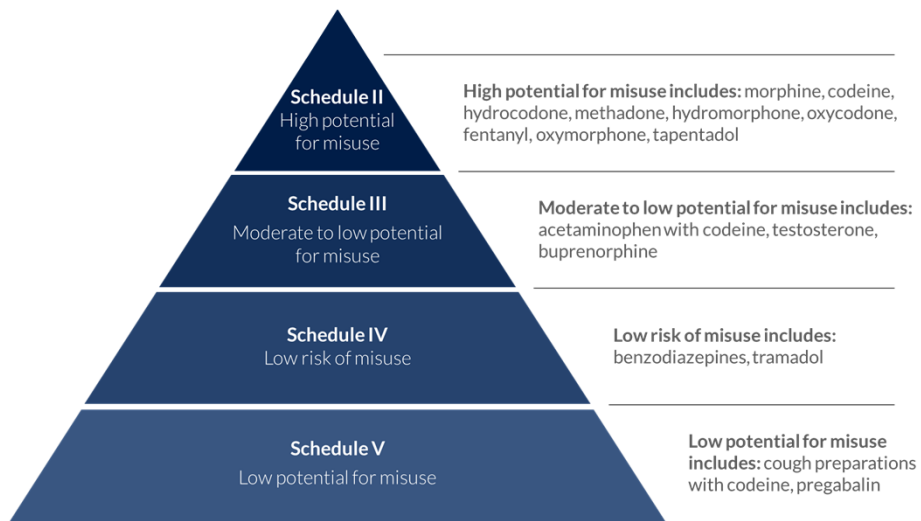 Schedule II
High potential
for misuse
High potential for misuse includes: morphine, codeine,
hydrocodone, methadone, hydromorphone, oxycodone,
fentanyl, oxymorphone, tapentadol
Schedule III
Moderate to low potential
for misuse
Moderate to low potential for misuse includes:
acetaminophen with codeine, testosterone,
buprenorphine
Schedule IV
Low risk of misuse
Low risk of misuse includes:
benzodiazepines, tramadol
Schedule V
Low potential for misuse
Low potential for misuse
includes: cough preparations
with codeine, pregabalin